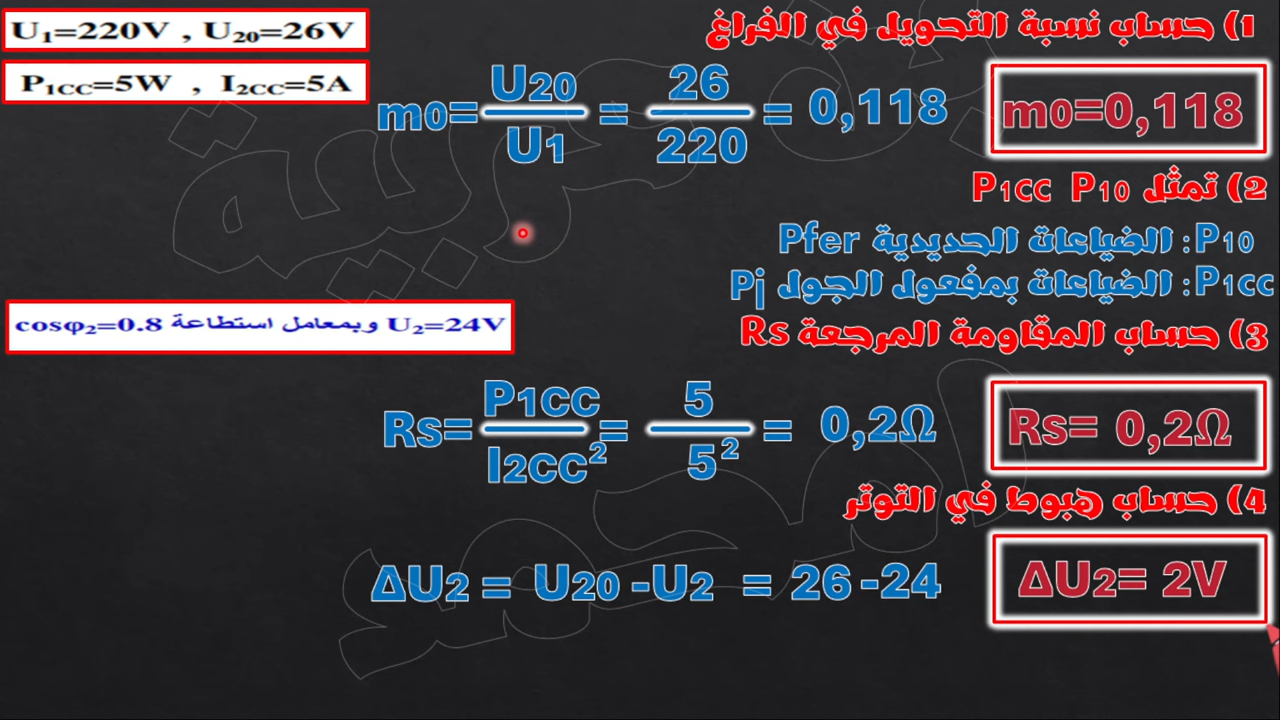 U₁=220V , U₂₀=26V
P₁CC=5W , I₂CC=5A
1) حساب نسبة التحويل في الفراغ
m0= U20 / U1 = 26 / 220 = 0,118
m0=0,118
2) تمثل P10 P1CC
P10: الضياعات الحديدية Pfer
P1cc: الضياعات بمفعول الجول Pj
U₂=24V وبمعامل استطاعة cosφ₂=0.8
3) حساب المقاومة المرجعة Rs
Rs= P1CC / I2CC² = 5 / 5² = 0,2Ω
Rs= 0,2Ω
4) حساب هبوط في التوتر
ΔU2 = U20 -U2 = 26 -24
ΔU2= 2V